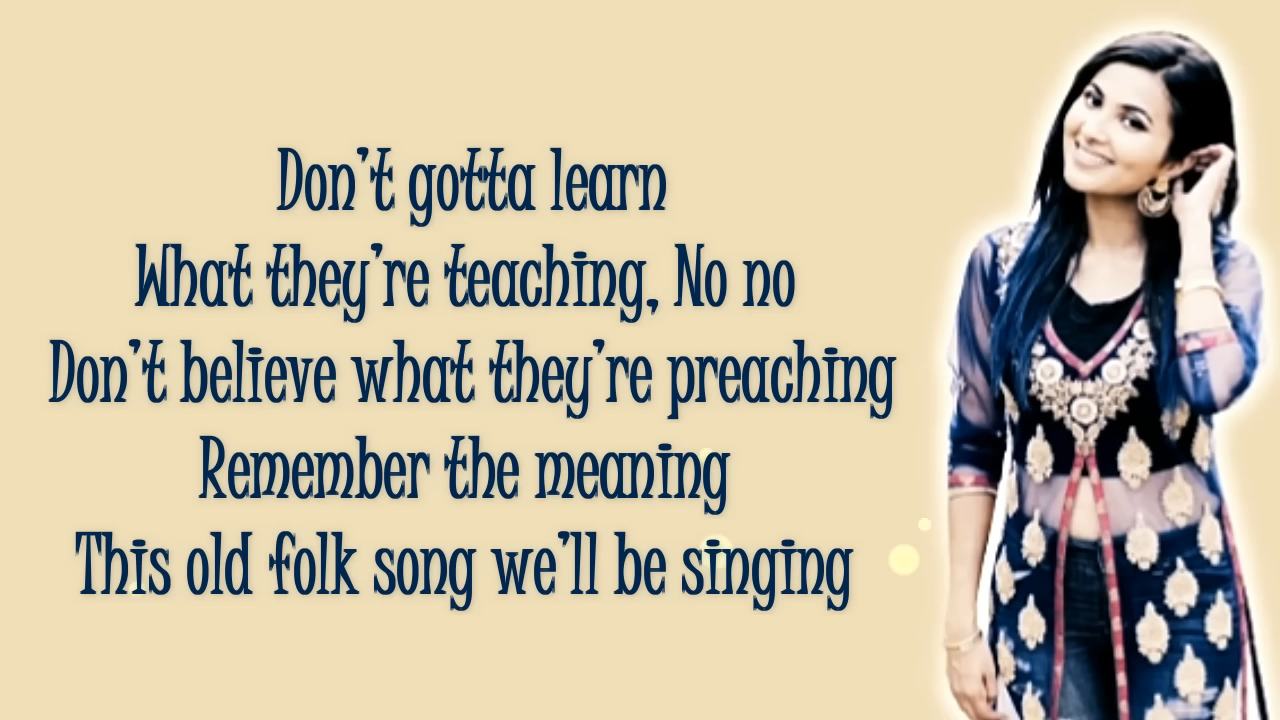 Don't gotta learn
What they're teaching, No no
Don't believe what they're preaching
Remember the meaning
This old folk song we'll be singing